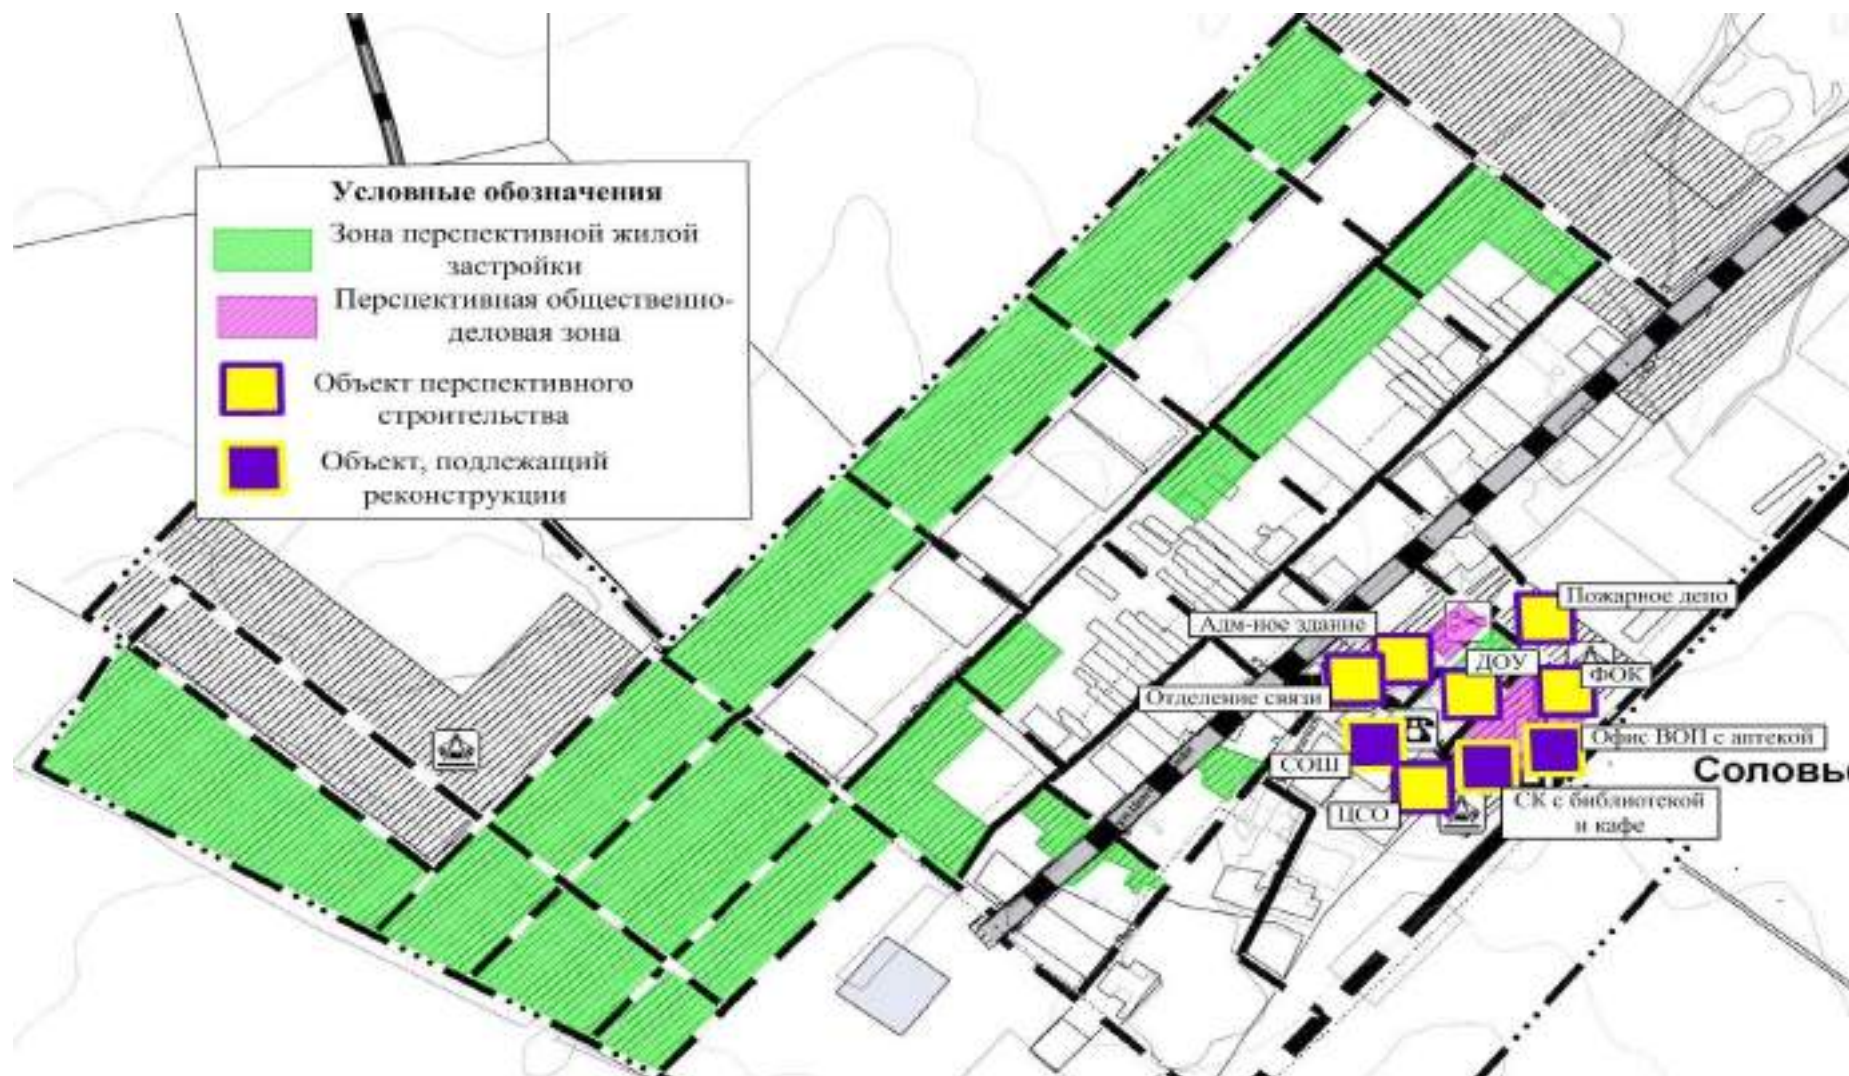 Условные обозначения
Зона перспективной жилой
застройки
Перспективная общественно-
деловая зона
Объект перспективного
строительства
Объект, подлежащий
реконструкции
Пожарное депо
Адм-ное здание
ДОУ
ФОК
Отделение связи
Офис ВОП с аптекой
СОШ
Соловье
ЦСО
СК с библиотекой
и кафе